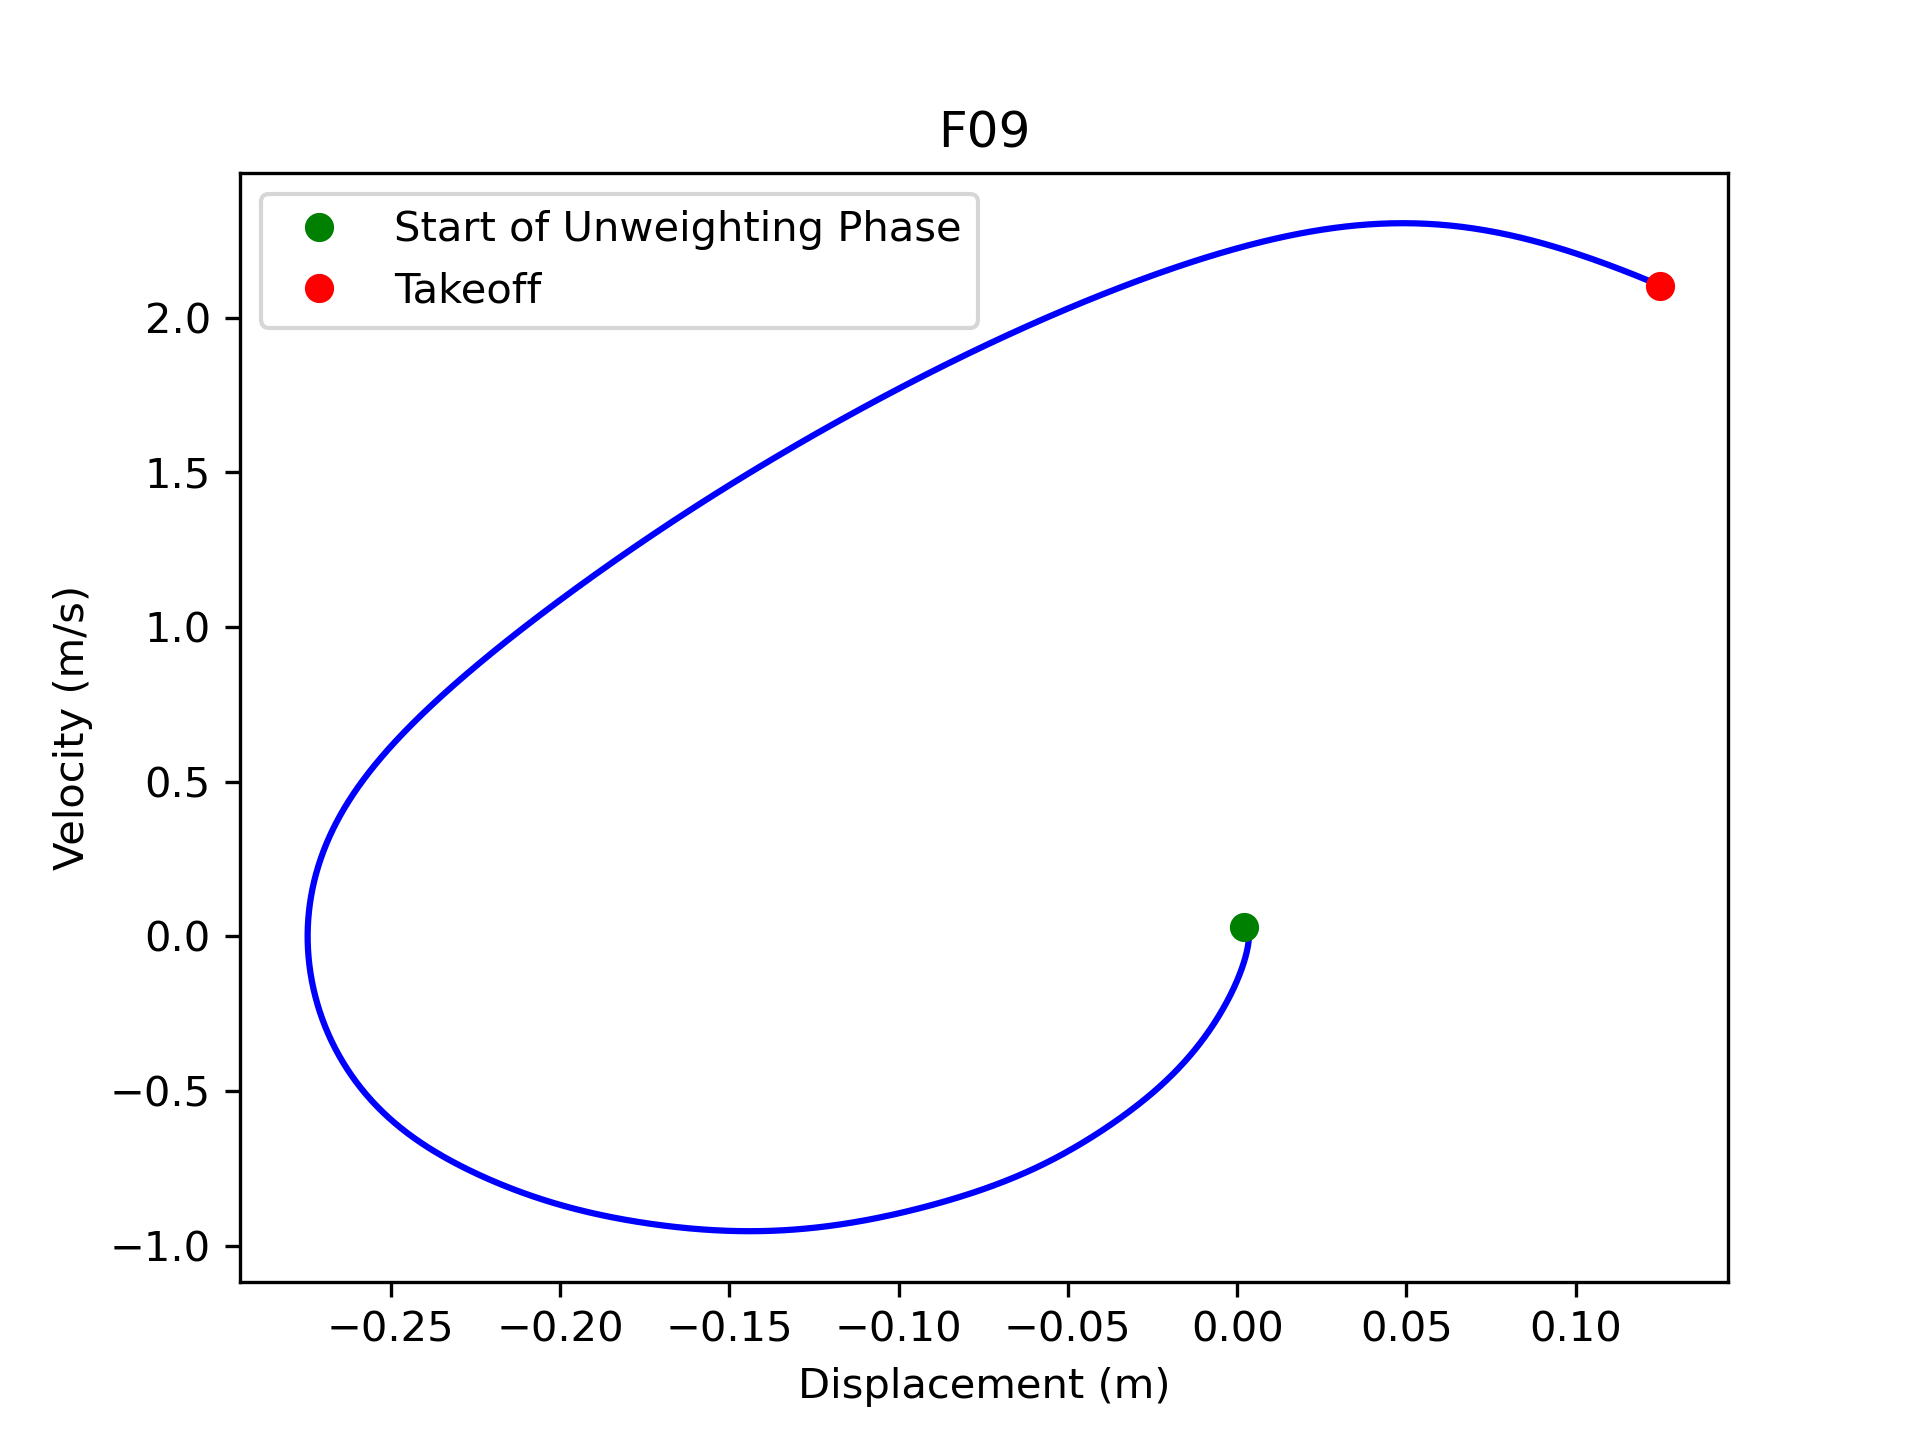 F09
Start of Unweighting Phase
Takeoff
2.0
1.5
1.0
0.5
0.0
−0.5
−1.0
Velocity (m/s)
−0.25 −0.20 −0.15 −0.10 −0.05 0.00 0.05 0.10
Displacement (m)